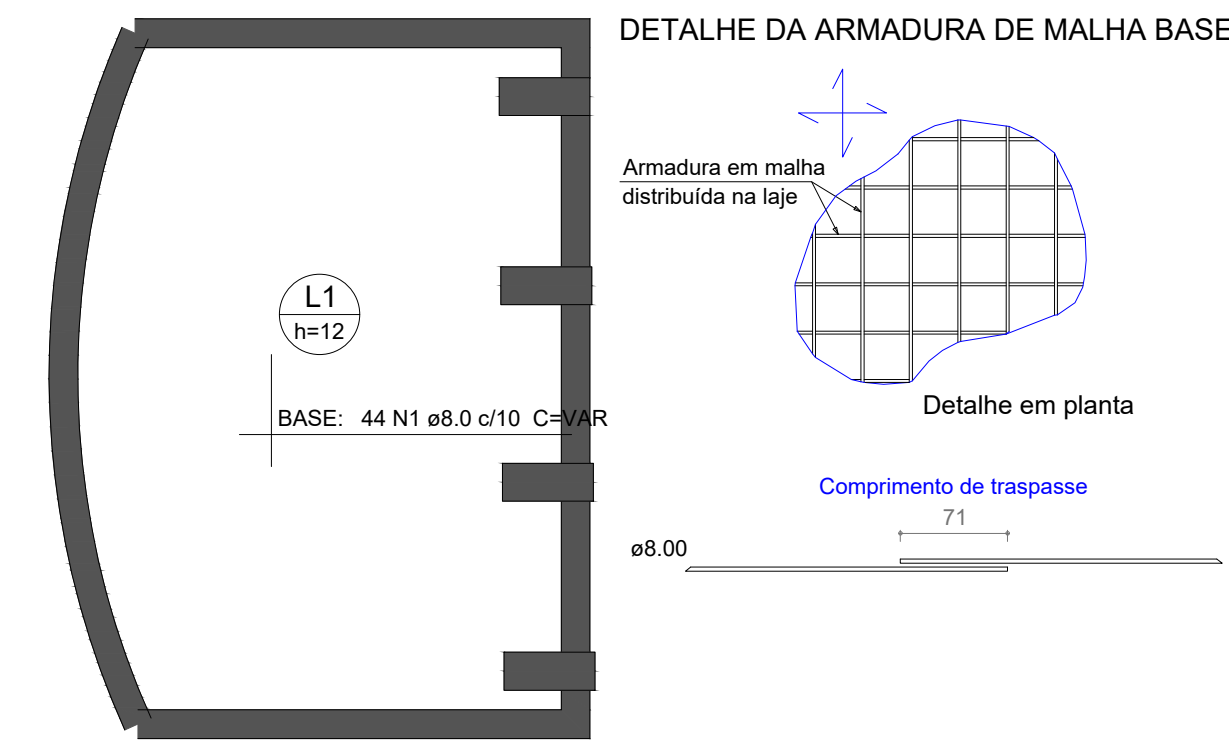 DETALHE DA ARMADURA DE MALHA BASE
Armadura em malha
distribuída na laje
L1
h=12
BASE: 44 N1 ø8.0 c/10 C=VAR
Detalhe em planta
Comprimento de traspasse
71
ø8.00